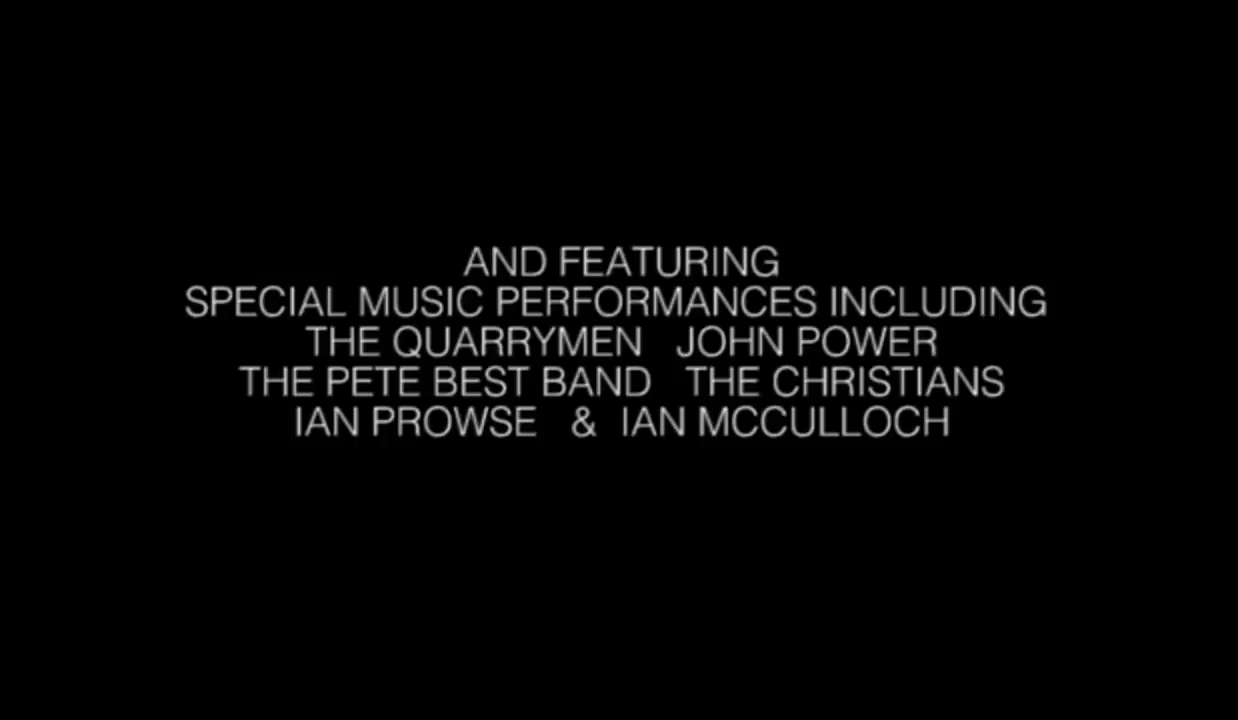 AND FEATURING
SPECIAL MUSIC PERFORMANCES INCLUDING
THE QUARRYMEN JOHN POWER
THE PETE BEST BAND THE CHRISTIANS
IAN PROWSE & IAN MCCULLOCH